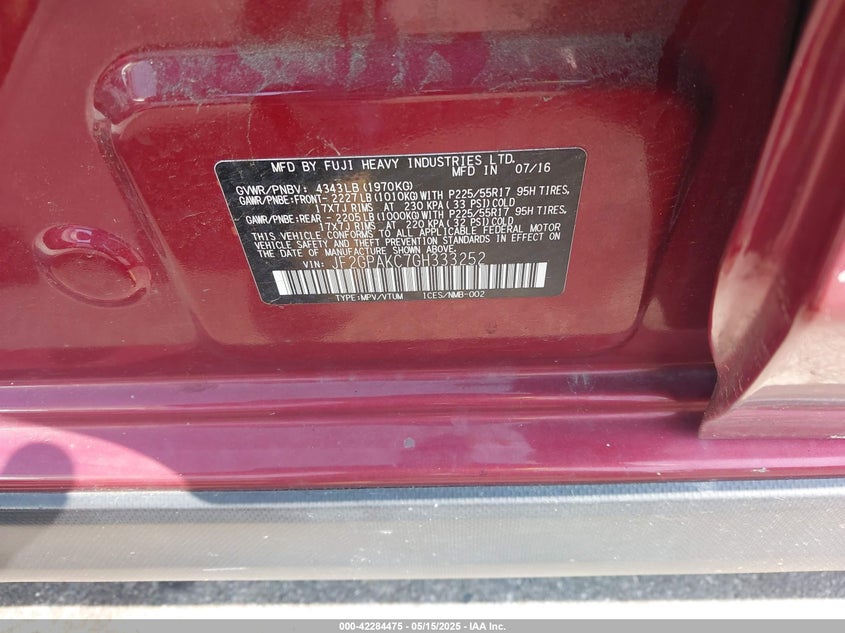 MFD BY FUJI HEAVY INDUSTRIES LTD.
MFD IN 07/16
GVWR/PNBV: 4343LB (1970KG)
GAWR/PNBE:FRONT- 2227LB (1010KG) WITH P225/55R17 95H TIRES,
17X7J RIMS AT 230 KPA (33 PSI) COLD
GAWR/PNBE:REAR - 2205LB (1000KG) WITH P225/55R17 95H TIRES,
17X7J RIMS AT 220 KPA (32 PSI) COLD
THIS VEHICLE CONFORMS TO ALL APPLICABLE FEDERAL MOTOR
VEHICLE SAFETY AND THEFT PREVENTION STANDARDS IN EFFECT ON
THE DATE OF MANUFACTURE SHOWN ABOVE.
VIN: JF2GPAKC7GH333252
TYPE:MPV/VTUM ICES/NMB-002
000-42284475 - 05/15/2025 - IAA Inc.